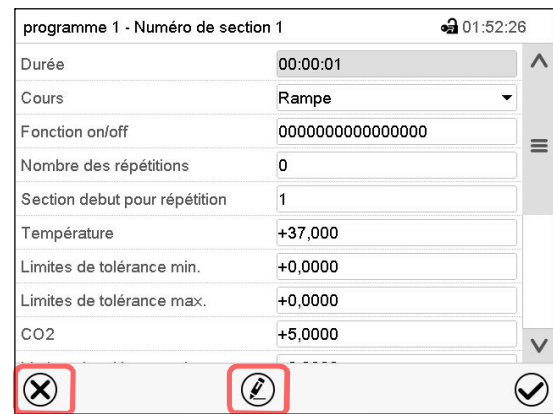 programme 1 - Numéro de section 1 01:52:26
Durée 00:00:01
Cours Rampe
Fonction on/off 0000000000000000
Nombre des répétitions 0
Section debut pour répétition 1
Température +37,000
Limites de tolérance min. +0,0000
Limites de tolérance max. +0,0000
CO2 +5,0000